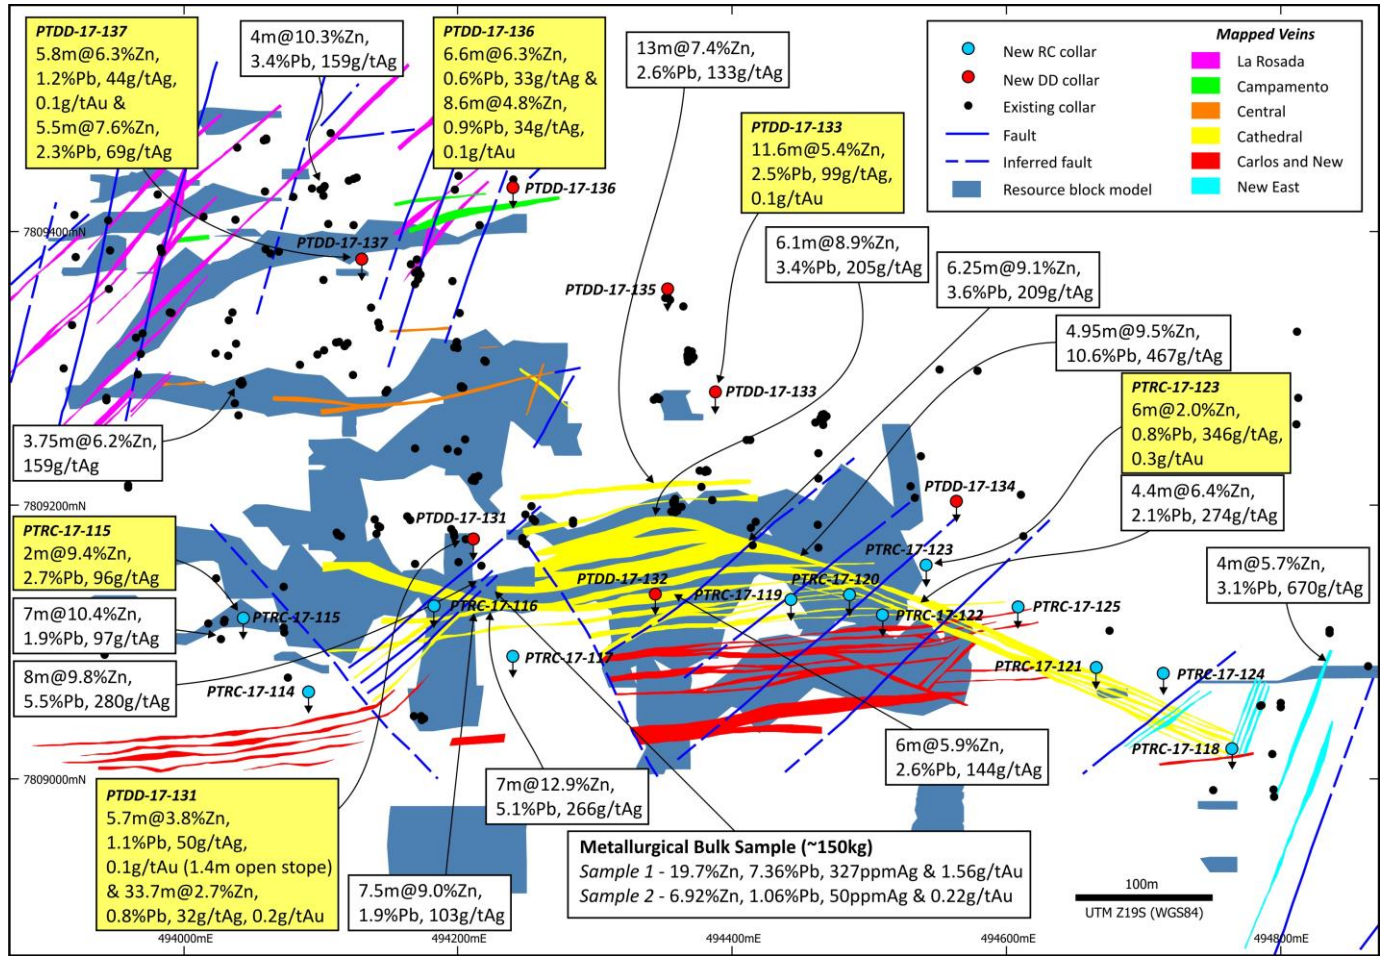 PTDD-17-137
5.8m@6.3%Zn,
1.2%Pb, 44g/tAg,
0.1g/tAu &
5.5m@7.6%Zn,
2.3%Pb, 69g/tAg
4m@10.3%Zn,
3.4%Pb, 159g/tAg
PTDD-17-136
6.6m@6.3%Zn,
0.6%Pb, 33g/tAg &
8.6m@4.8%Zn,
0.9%Pb, 34g/tAg,
0.1g/tAu
13m@7.4%Zn,
2.6%Pb, 133g/tAg
PTDD-17-133
11.6m@5.4%Zn,
2.5%Pb, 99g/tAg,
0.1g/tAu
New RC collar
New DD collar
Existing collar
Fault
Inferred fault
Resource block model
Mapped Veins
La Rosada
Campamento
Central
Cathedral
Carlos and New
New East
PTDD-17-136
7809400mN
PTDD-17-137
6.1m@8.9%Zn,
3.4%Pb, 205g/tAg
6.25m@9.1%Zn,
3.6%Pb, 209g/tAg
PTDD-17-135
4.95m@9.5%Zn,
10.6%Pb, 467g/tAg
PTDD-17-133
PTRC-17-123
6m@2.0%Zn,
0.8%Pb, 346g/tAg,
0.3g/tAu
3.75m@6.2%Zn,
159g/tAg
4.4m@6.4%Zn,
2.1%Pb, 274g/tAg
7809200mN
PTDD-17-134
PTRC-17-115
2m@9.4%Zn,
2.7%Pb, 96g/tAg
PTDD-17-131
PTRC-17-123
4m@5.7%Zn,
3.1%Pb, 670g/tAg
PTDD-17-132
PTRC-17-120
PTRC-17-119
7m@10.4%Zn,
1.9%Pb, 97g/tAg
PTRC-17-115
PTRC-17-116
PTRC-17-122
PTRC-17-125
PTRC-17-117
PTRC-17-121
PTRC-17-124
8m@9.8%Zn,
5.5%Pb, 280g/tAg
PTRC-17-114
PTRC-17-118
6m@5.9%Zn,
2.6%Pb, 144g/tAg
7809000mN
7m@12.9%Zn,
5.1%Pb, 266g/tAg
PTDD-17-131
5.7m@3.8%Zn,
1.1%Pb, 50g/tAg,
0.1g/tAu (1.4m open stope)
& 33.7m@2.7%Zn,
0.8%Pb, 32g/tAg, 0.2g/tAu
7.5m@9.0%Zn,
1.9%Pb, 103g/tAg
Metallurgical Bulk Sample (~150kg)
Sample 1 - 19.7%Zn, 7.36%Pb, 327ppmAg & 1.56g/tAu
Sample 2 - 6.92%Zn, 1.06%Pb, 50ppmAg & 0.22g/tAu
100m
UTM Z19S (WGS84)
494000mE
494200mE
494400mE
494600mE
494800mE